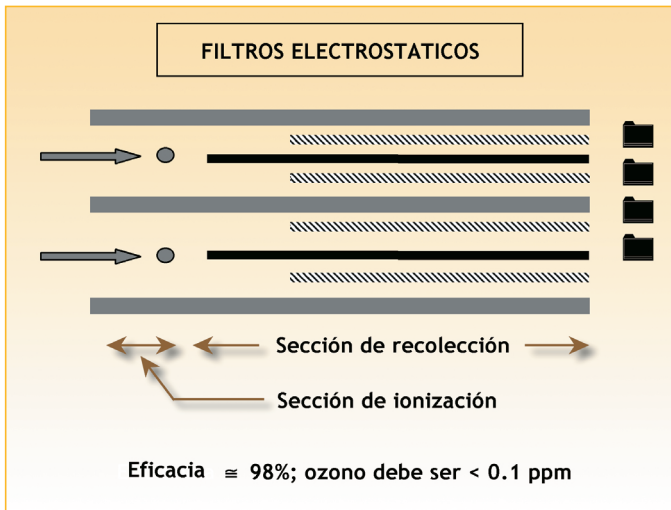 FILTROS ELECTROSTATICOS
Sección de recolección
Sección de ionización
Eficacia ≅ 98%; ozono debe ser < 0.1 ppm